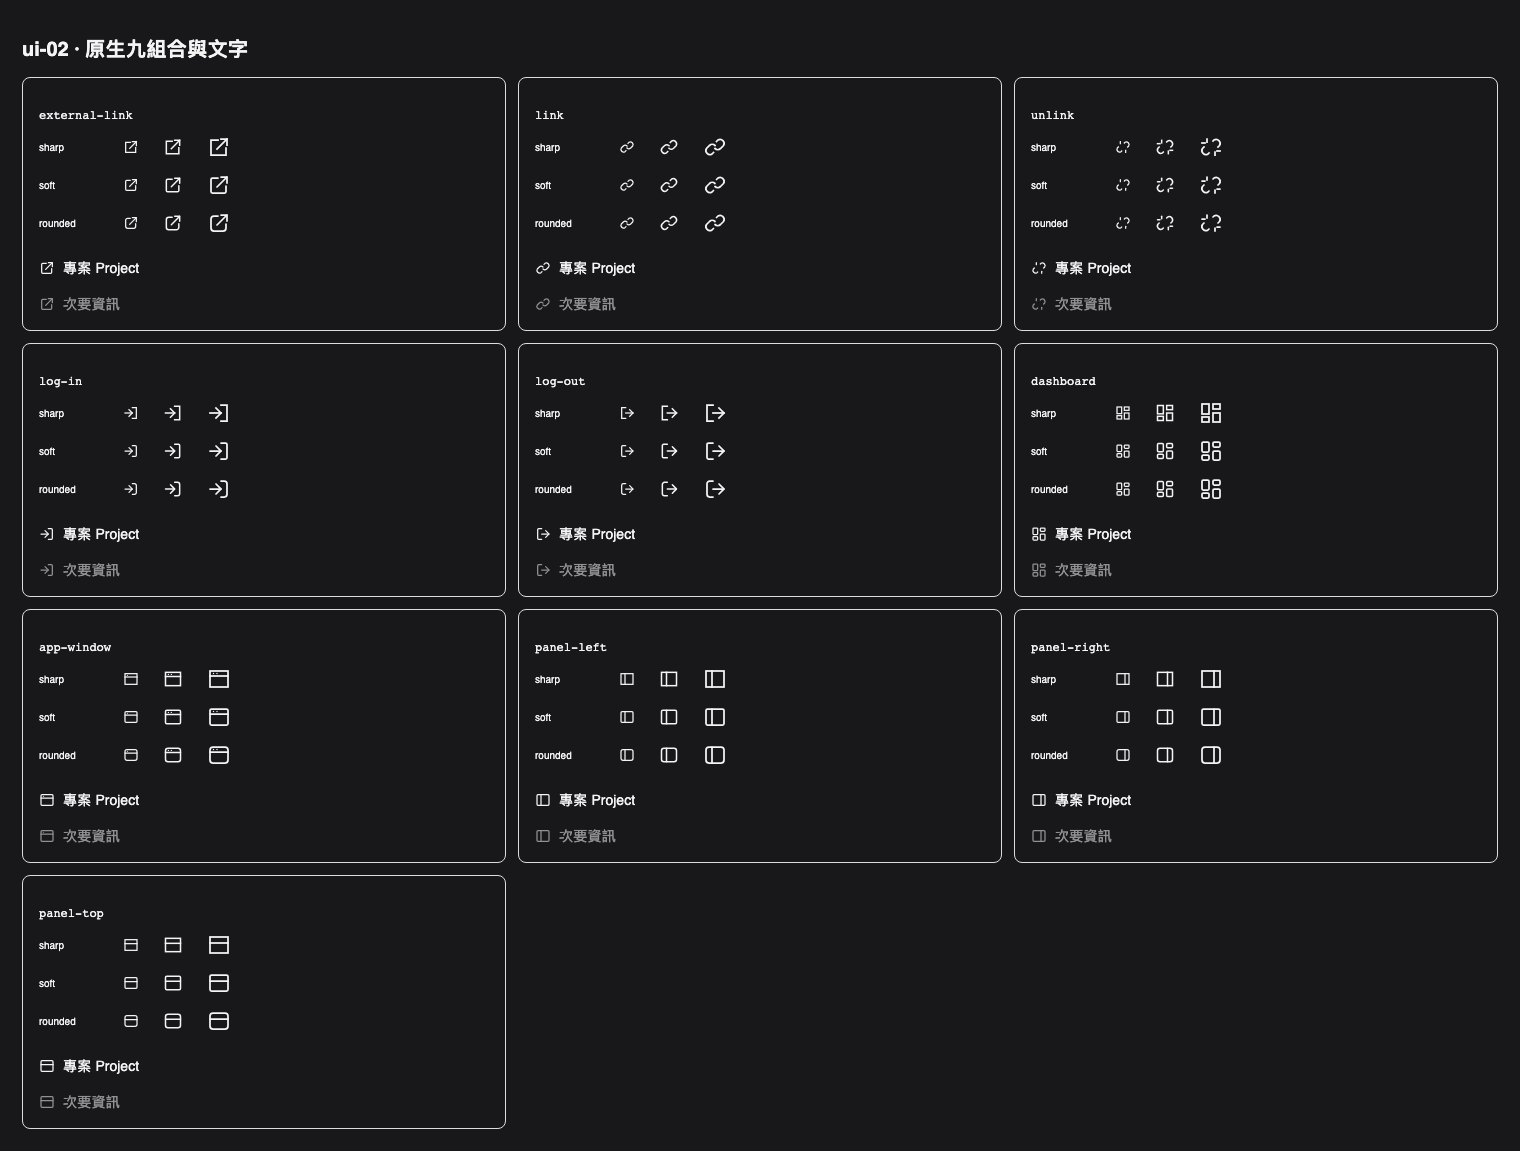 ui-02 · 原生九組合與文字
external-link
sharp
soft
rounded
專案 Project
次要資訊
link
sharp
soft
rounded
專案 Project
次要資訊
unlink
sharp
soft
rounded
專案 Project
次要資訊
log-in
sharp
soft
rounded
專案 Project
次要資訊
log-out
sharp
soft
rounded
專案 Project
次要資訊
dashboard
sharp
soft
rounded
專案 Project
次要資訊
app-window
sharp
soft
rounded
專案 Project
次要資訊
panel-left
sharp
soft
rounded
專案 Project
次要資訊
panel-right
sharp
soft
rounded
專案 Project
次要資訊
panel-top
sharp
soft
rounded
專案 Project
次要資訊